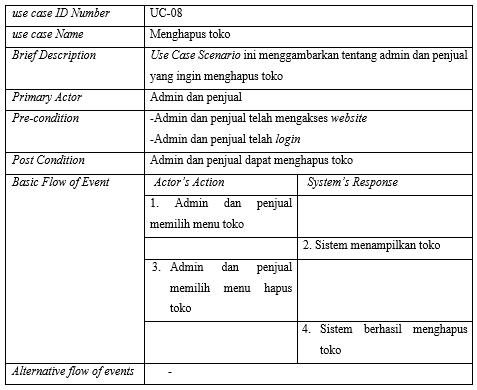 use case ID Number UC-08
use case Name Menghapus toko
Brief Description Use Case Scenario ini menggambarkan tentang admin dan penjual
yang ingin menghapus toko
Primary Actor Admin dan penjual
Pre-condition -Admin dan penjual telah mengakses website
-Admin dan penjual telah login
Post Condition Admin dan penjual dapat menghapus toko
Basic Flow of Event Actor's Action System's Response
1. Admin dan penjual
memilih menu toko
2. Sistem menampilkan toko
3. Admin dan penjual
memilih menu hapus
toko
4. Sistem berhasil menghapus
toko
Alternative flow of events -